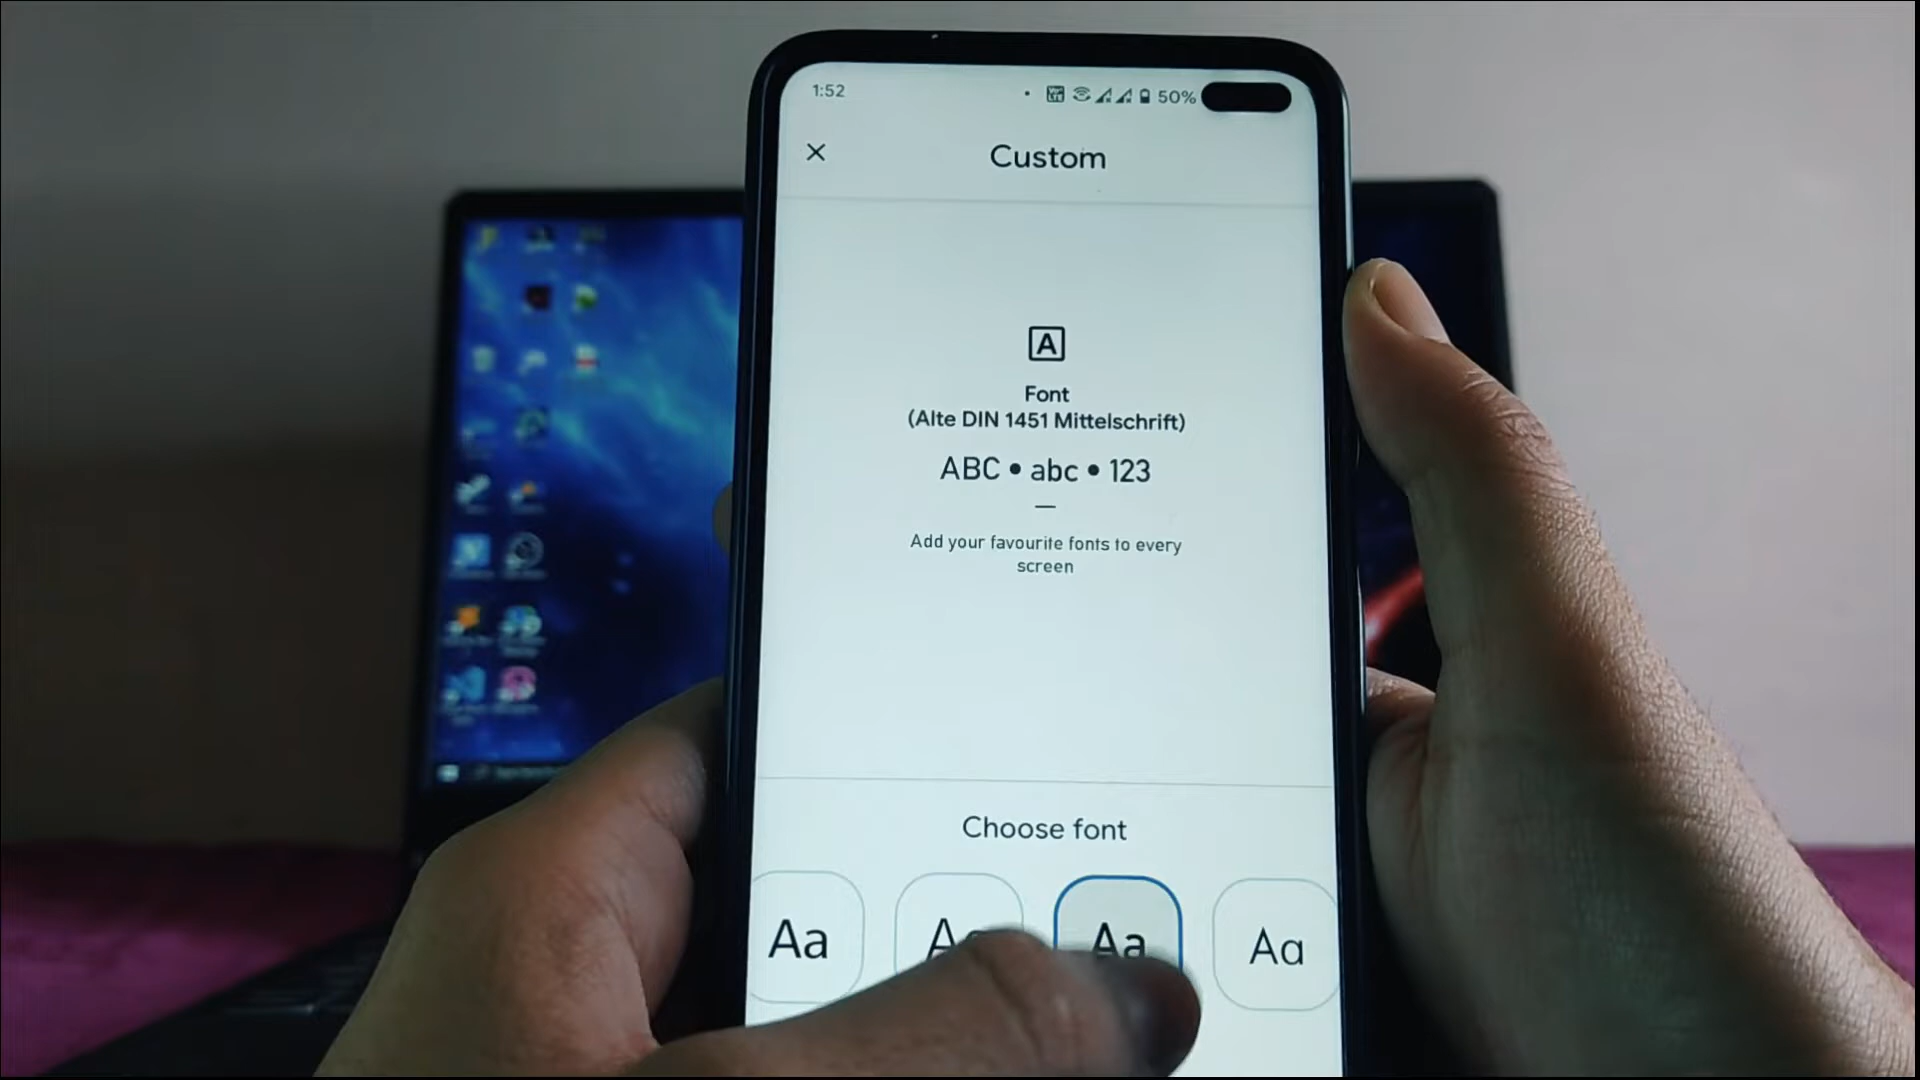 1:52
VoLTE 50%
Custom
A
Font
(Alte DIN 1451 Mittelschrift)
ABC • abc • 123
Add your favourite fonts to every
screen
Choose font
Aa Aa Aa Aa